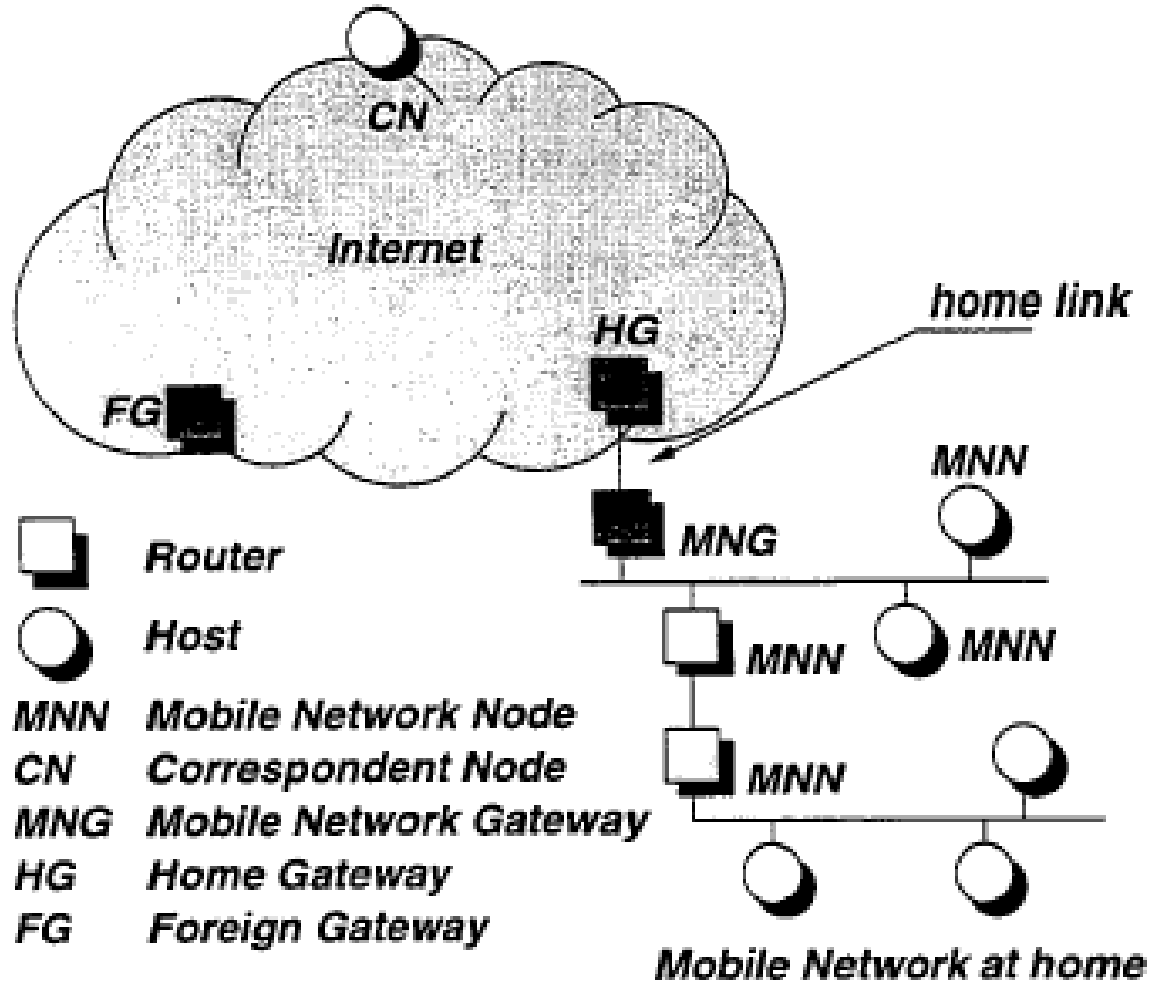 CN
Internet
home link
HG
FG
MNN
MNG
Router
Host
MNN
MNN
MNN
MNN Mobile Network Node
CN Correspondent Node
MNG Mobile Network Gateway
HG Home Gateway
FG Foreign Gateway
Mobile Network at home